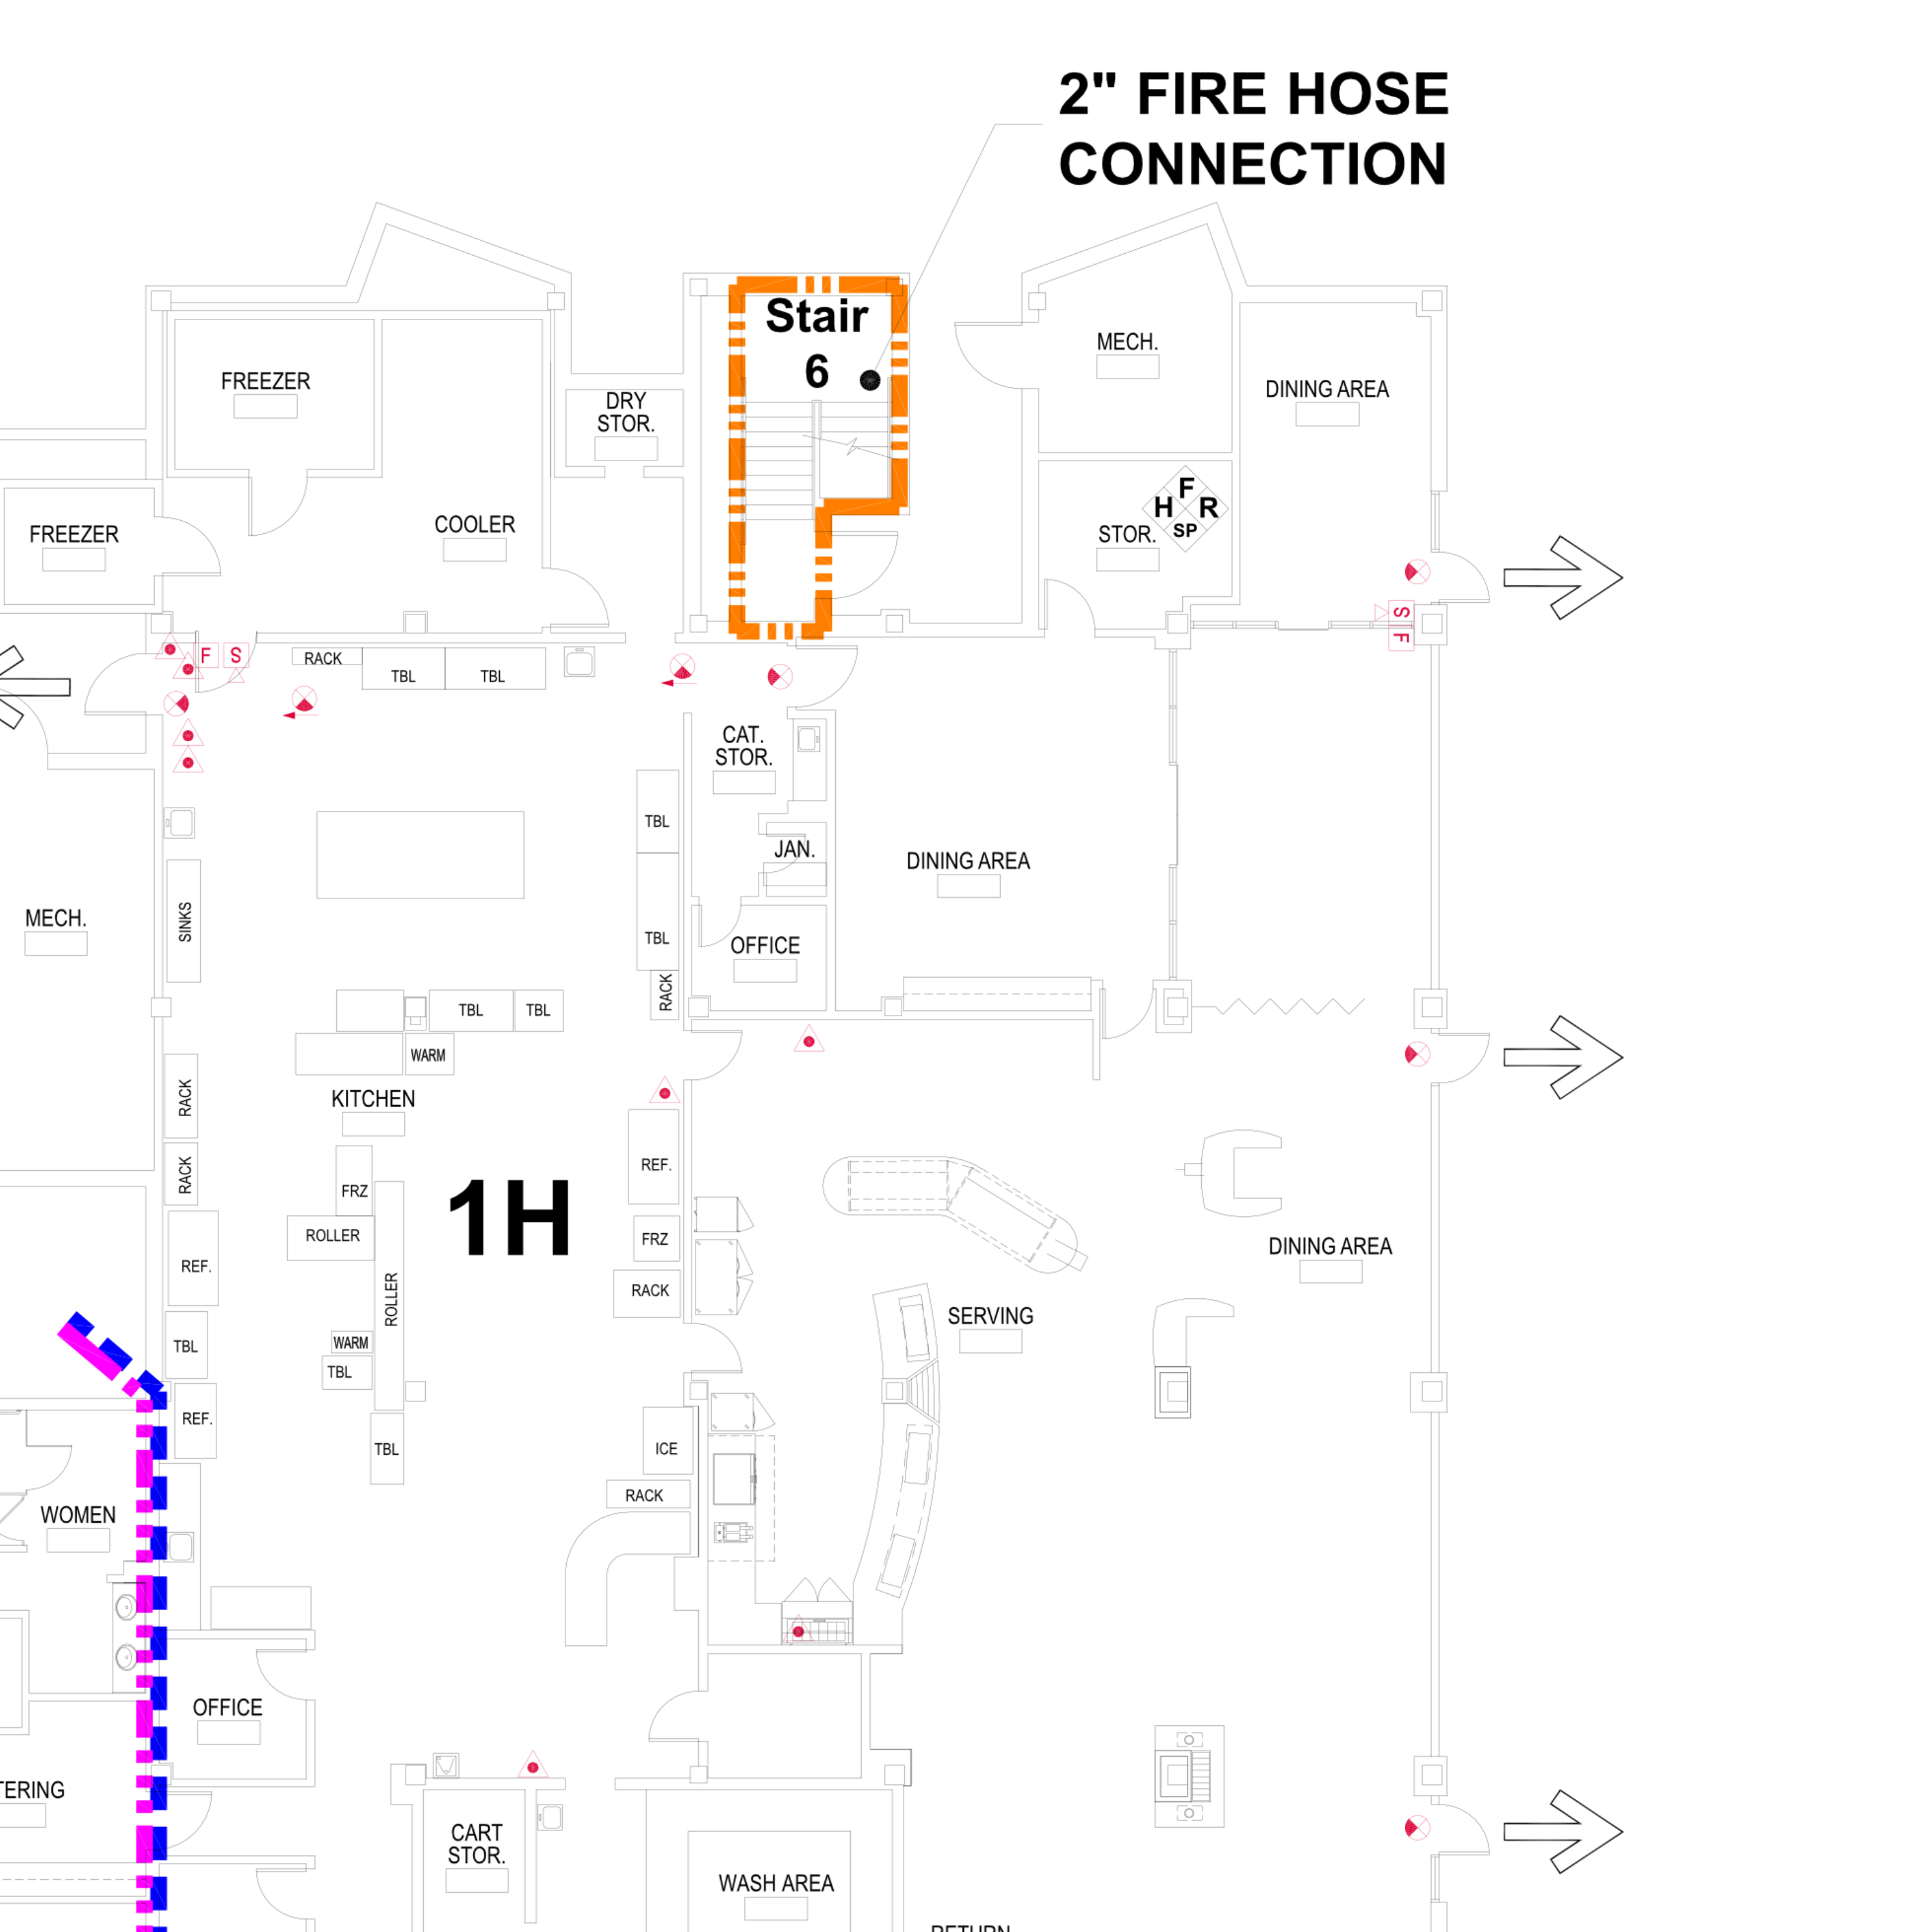 2" FIRE HOSE
CONNECTION
Stair
6
MECH.
FREEZER
DINING AREA
DRY
STOR.
F
H
R
SP
COOLER
FREEZER
STOR.
S
F
F
S
RACK
TBL
TBL
CAT.
STOR.
TBL
JAN.
DINING AREA
MECH.
SINKS
TBL
OFFICE
RACK
TBL
TBL
WARM
KITCHEN
RACK
REF.
RACK
FRZ
1H
ROLLER
FRZ
DINING AREA
REF.
RACK
ROLLER
SERVING
TBL
WARM
TBL
REF.
TBL
ICE
RACK
WOMEN
OFFICE
TERING
CART
STOR.
WASH AREA
RETURN